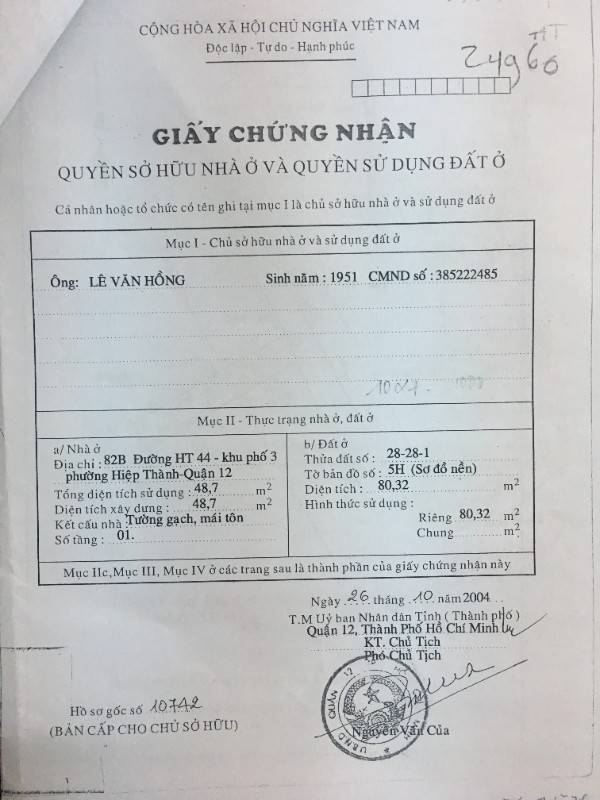 CỘNG HÒA XÃ HỘI CHỦ NGHĨA VIỆT NAM
Độc lập - Tự do - Hạnh phúc
24960
GIẤY CHỨNG NHẬN
QUYỀN SỞ HỮU NHÀ Ở VÀ QUYỀN SỬ DỤNG ĐẤT Ở
Cá nhân hoặc tổ chức có tên ghi tại mục I là chủ sở hữu nhà ở và sử dụng đất ở
Mục I - Chủ sở hữu nhà ở và sử dụng đất ở
Ông: LÊ VĂN HỒNG Sinh năm : 1951 CMND số : 385222485
Mục II - Thực trạng nhà ở, đất ở
a/ Nhà ở
Địa chỉ : 82B Đường HT 44 - khu phố 3
phường Hiệp Thành-Quận 12
Tổng diện tích sử dụng : 48,7 m2
Diện tích xây dựng : 48,7 m2
Kết cấu nhà : Tường gạch, mái tôn
Số tầng : 01.
b/ Đất ở
Thửa đất số : 28-28-1
Tờ bản đồ số : 5H (Sơ đồ nền)
Diện tích : 80,32 m2
Hình thức sử dụng :
Riêng 80,32 m2
Chung m2
Mục IIc, Mục III, Mục IV ở các trang sau là thành phần của giấy chứng nhận này
Ngày 26 tháng 10 năm 2004
T.M Uỷ ban Nhân dân Tỉnh ( Thành phố )
Quận 12, Thành Phố Hồ Chí Minh
KT. Chủ Tịch
Phó Chủ Tịch
UBND QUẬN 12
Nguyễn Văn Của
Hồ sơ gốc số 10742
(BẢN CẤP CHO CHỦ SỞ HỮU)